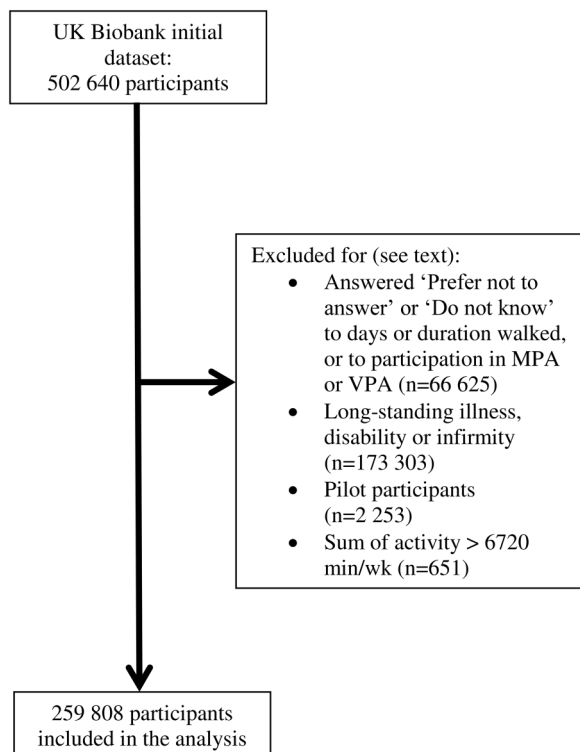 UK Biobank initial
dataset:
502 640 participants
Excluded for (see text):
• Answered ‘Prefer not to
answer’ or ‘Do not know’
to days or duration walked,
or to participation in MPA
or VPA (n=66 625)
• Long-standing illness,
disability or infirmity
(n=173 303)
• Pilot participants
(n=2 253)
• Sum of activity > 6720
min/wk (n=651)
259 808 participants
included in the analysis